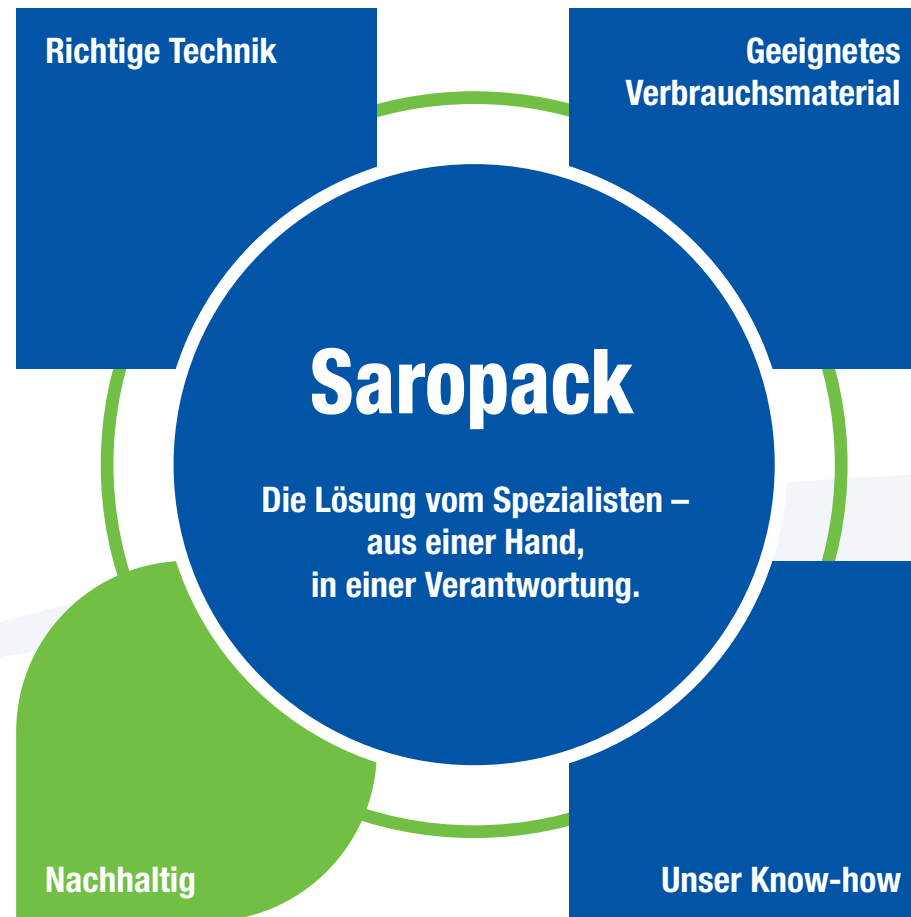 Richtige Technik
Geeignetes
Verbrauchsmaterial
Saropack
Die Lösung vom Spezialisten –
aus einer Hand,
in einer Verantwortung.
Nachhaltig
Unser Know-how